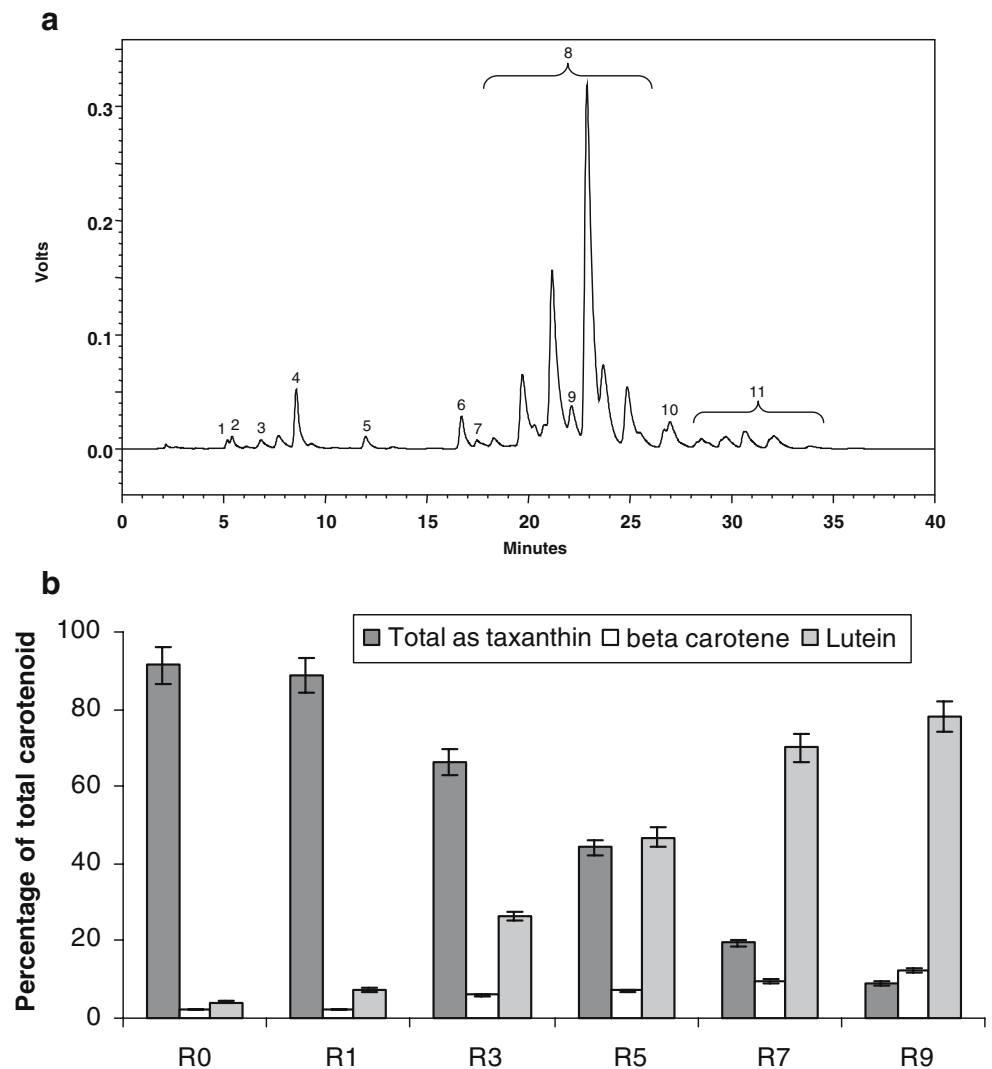 a
8
0.3
0.2
Volts
0.1
4
11
9
6
10
1 2 3 5 7
0.0
0 5 10 15 20 25 30 35 40
Minutes
b
100
Total as taxanthin beta carotene Lutein
80
60
40
20
0
Percentage of total carotenoid
R0 R1 R3 R5 R7 R9